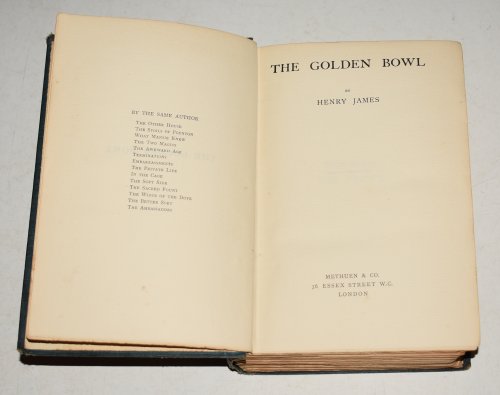 BY THE SAME AUTHOR
THE OTHER HOUSE
THE SPOILS OF POYNTON
WHAT MAISIE KNEW
THE TWO MAGICS
THE AWKWARD AGE
TERMINATIONS
EMBARRASSMENTS
THE PRIVATE LIFE
IN THE CAGE
THE SOFT SIDE
THE SACRED FOUNT
THE WINGS OF THE DOVE
THE BETTER SORT
THE AMBASSADORS
THE GOLDEN BOWL
BY
HENRY JAMES
METHUEN & CO.
36 ESSEX STREET W.C.
LONDON